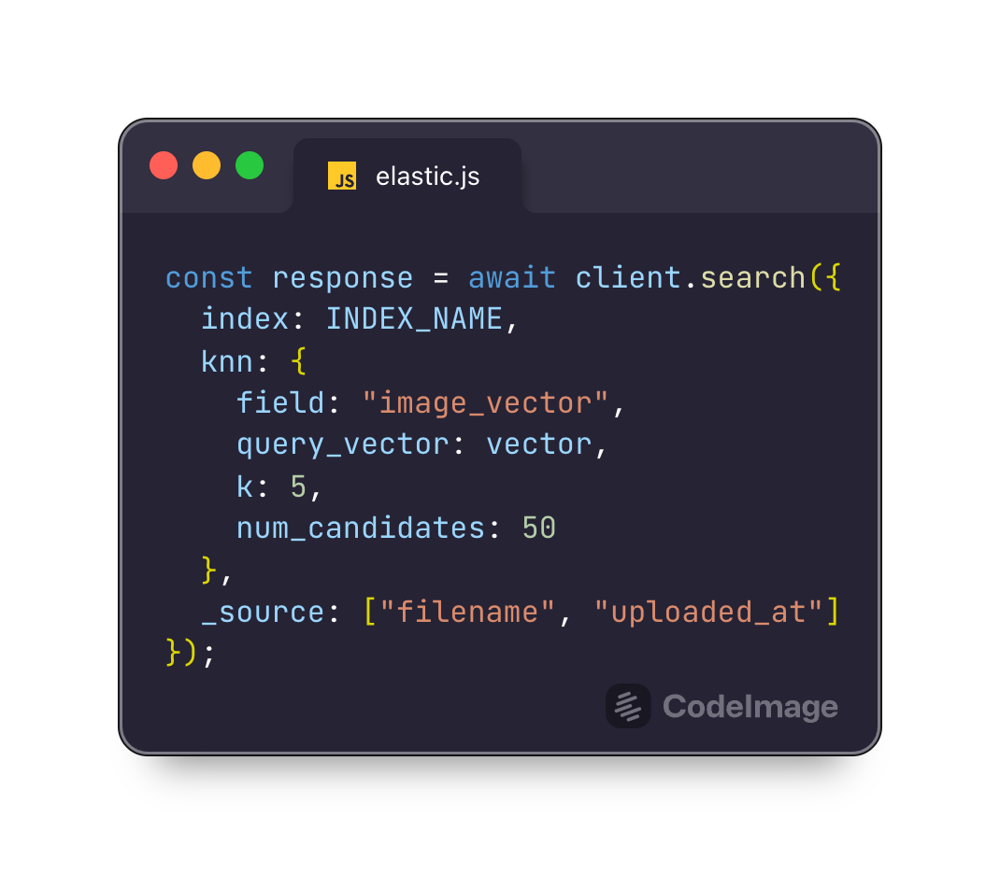 JS elastic.js
const response = await client.search({
  index: INDEX_NAME,
  knn: {
    field: "image_vector",
    query_vector: vector,
    k: 5,
    num_candidates: 50
  },
  _source: ["filename", "uploaded_at"]
});
CodeImage